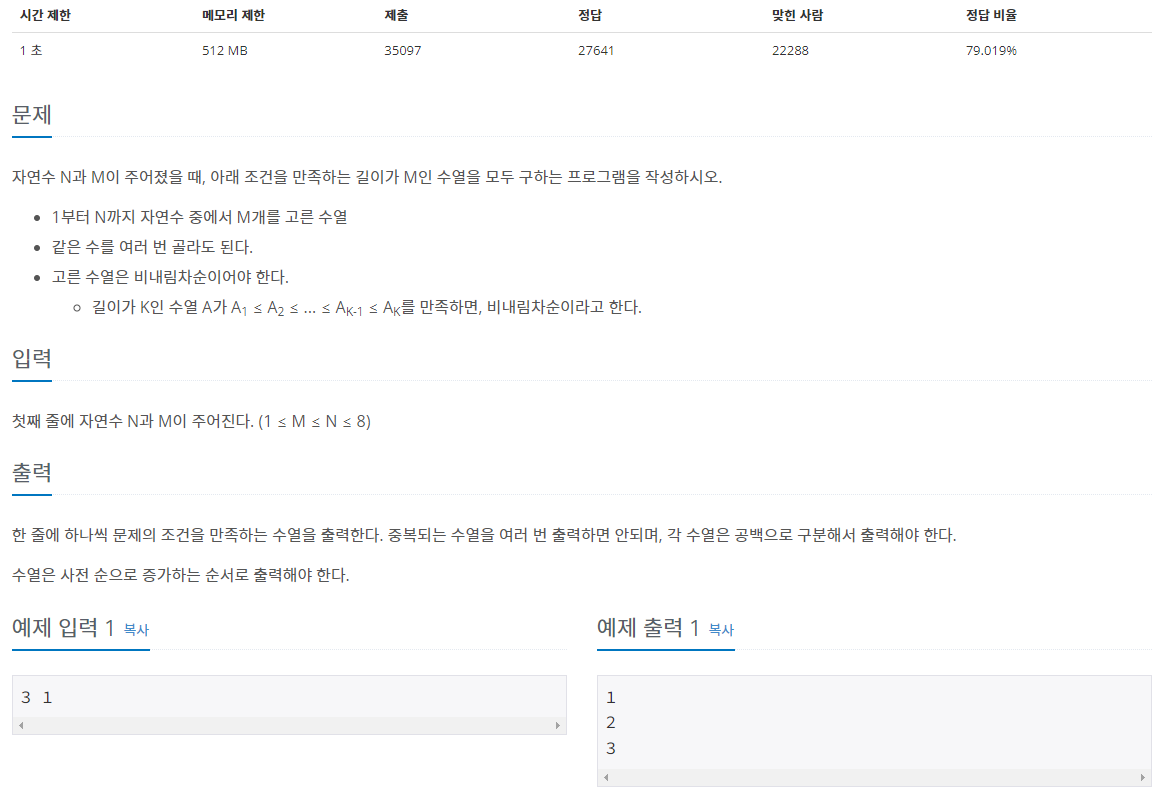 시간 제한 메모리 제한 제출 정답 맞힌 사람 정답 비율
1 초 512 MB 35097 27641 22288 79.019%
문제
자연수 N과 M이 주어졌을 때, 아래 조건을 만족하는 길이가 M인 수열을 모두 구하는 프로그램을 작성하시오.
• 1부터 N까지 자연수 중에서 M개를 고른 수열
• 같은 수를 여러 번 골라도 된다.
• 고른 수열은 비내림차순이어야 한다.
◦ 길이가 K인 수열 A가 A1 ≤ A2 ≤ ... ≤ AK-1 ≤ AK를 만족하면, 비내림차순이라고 한다.
입력
첫째 줄에 자연수 N과 M이 주어진다. (1 ≤ M ≤ N ≤ 8)
출력
한 줄에 하나씩 문제의 조건을 만족하는 수열을 출력한다. 중복되는 수열을 여러 번 출력하면 안되며, 각 수열은 공백으로 구분해서 출력해야 한다.
수열은 사전 순으로 증가하는 순서로 출력해야 한다.
예제 입력 1 복사
3 1
예제 출력 1 복사
1
2
3